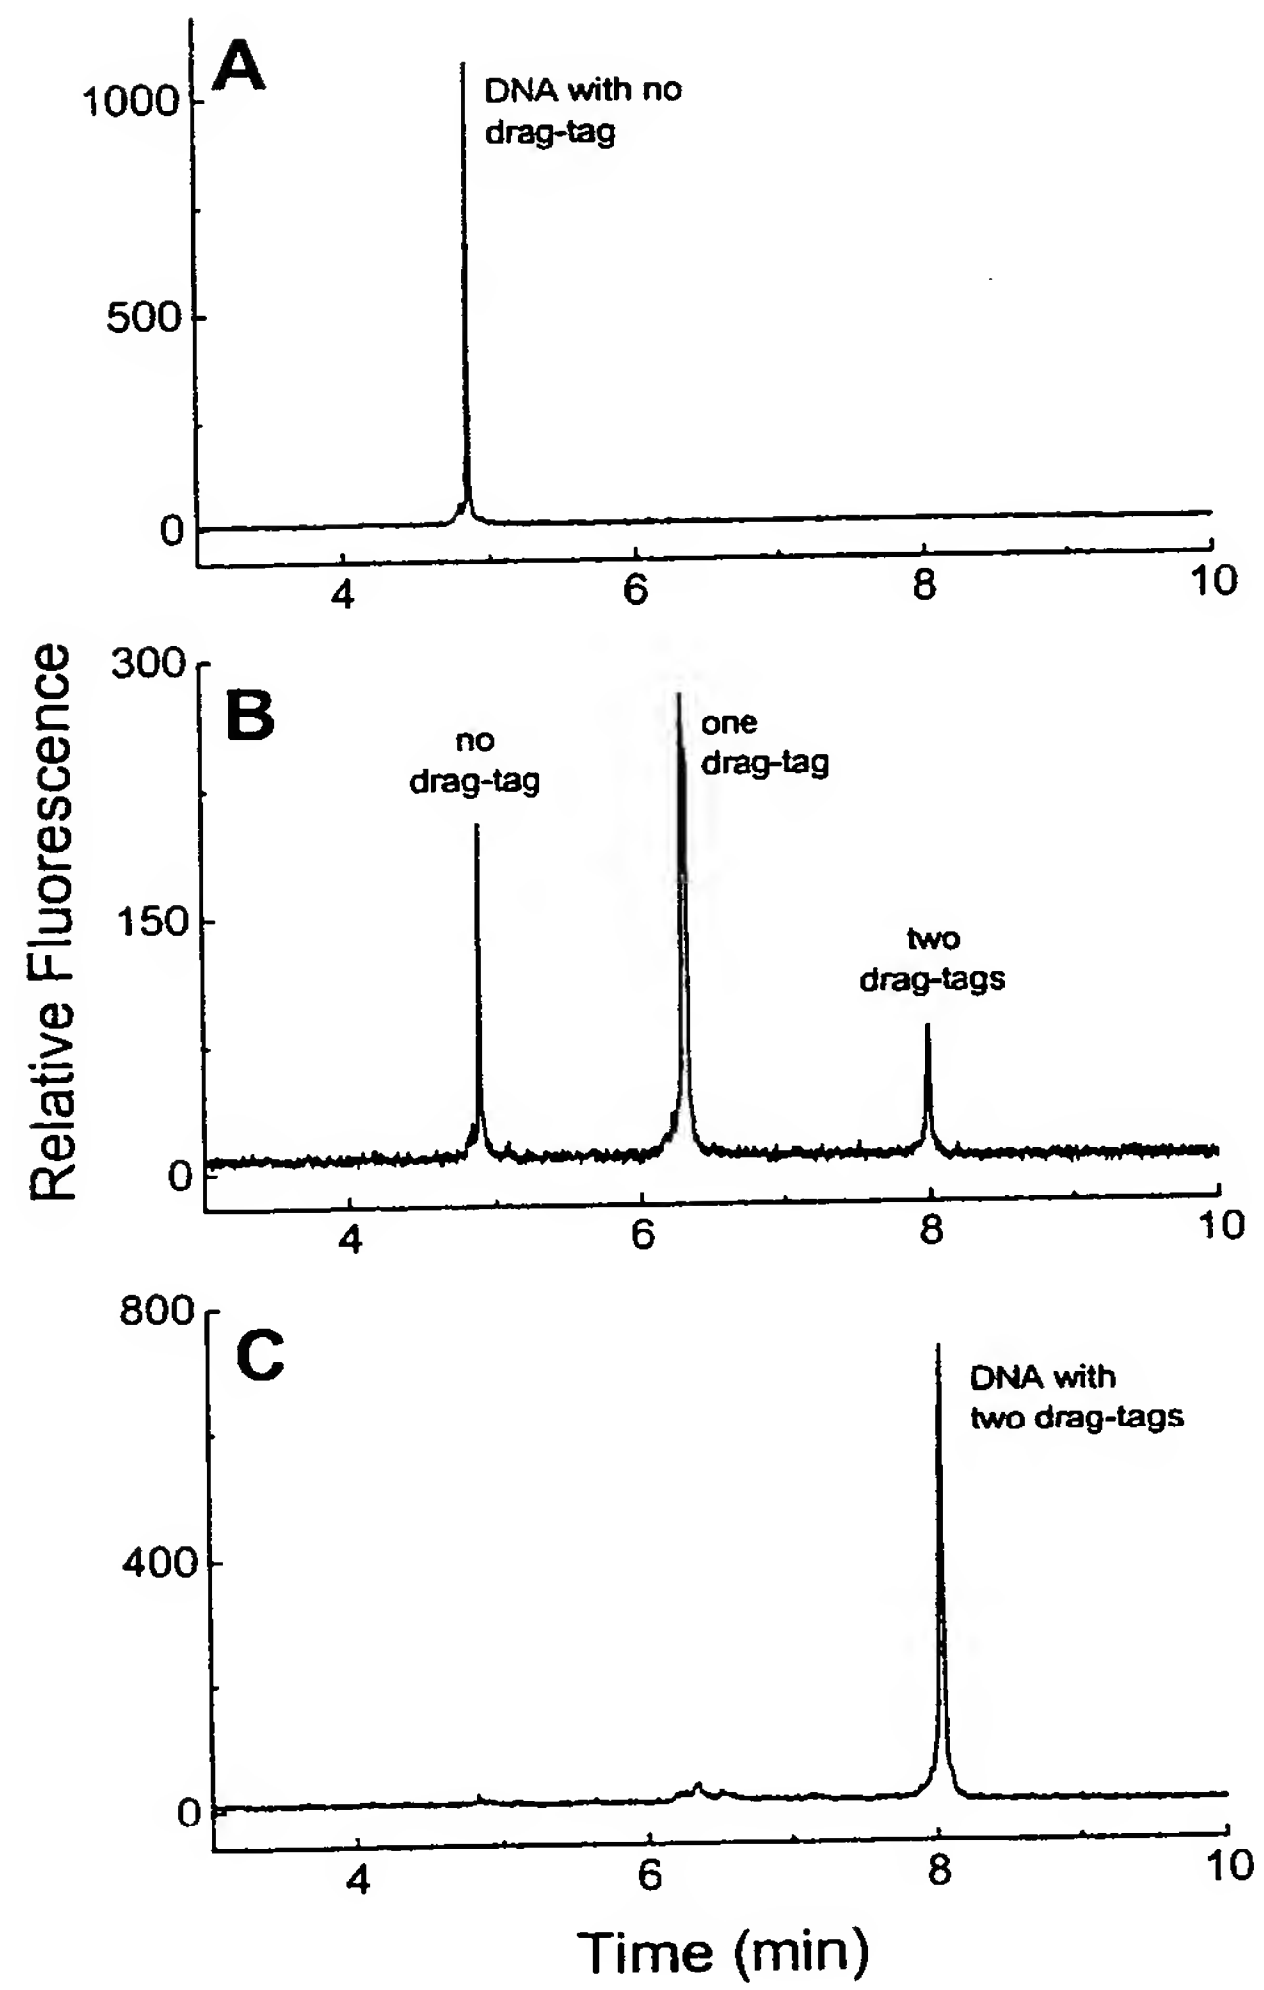 A
DNA with no
drag-tag
1000
500
0
4 6 8 10
Relative Fluorescence
B
300
150
0
no
drag-tag
one
drag-tag
two
drag-tags
4 6 8 10
C
800
400
0
DNA with
two drag-tags
4 6 8 10
Time (min)